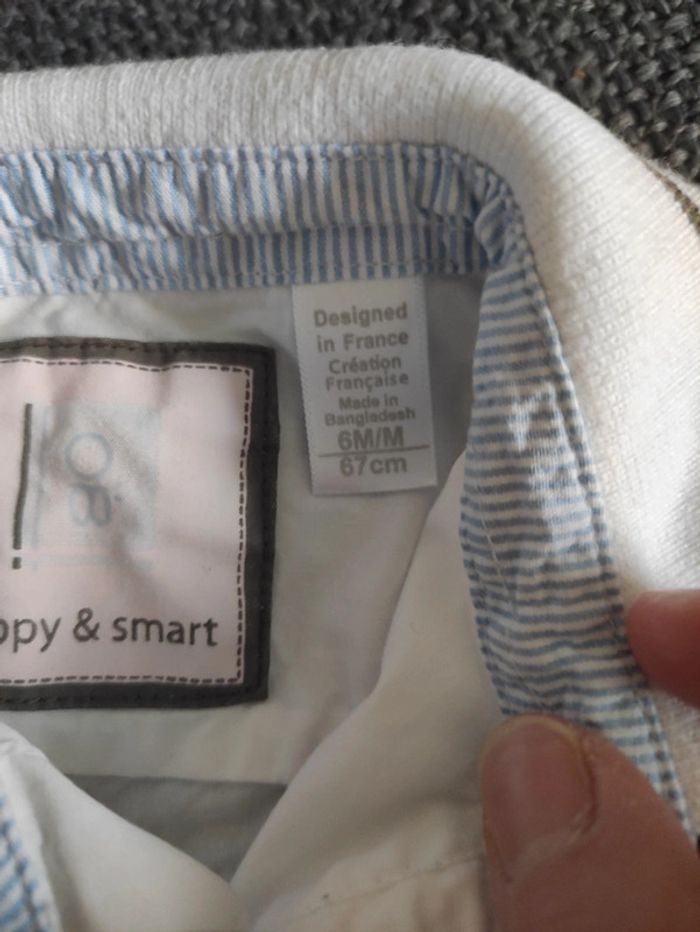 Designed
in France
Création
Française
Made in
Bangladesh
6M/M
67cm
ppy & smart